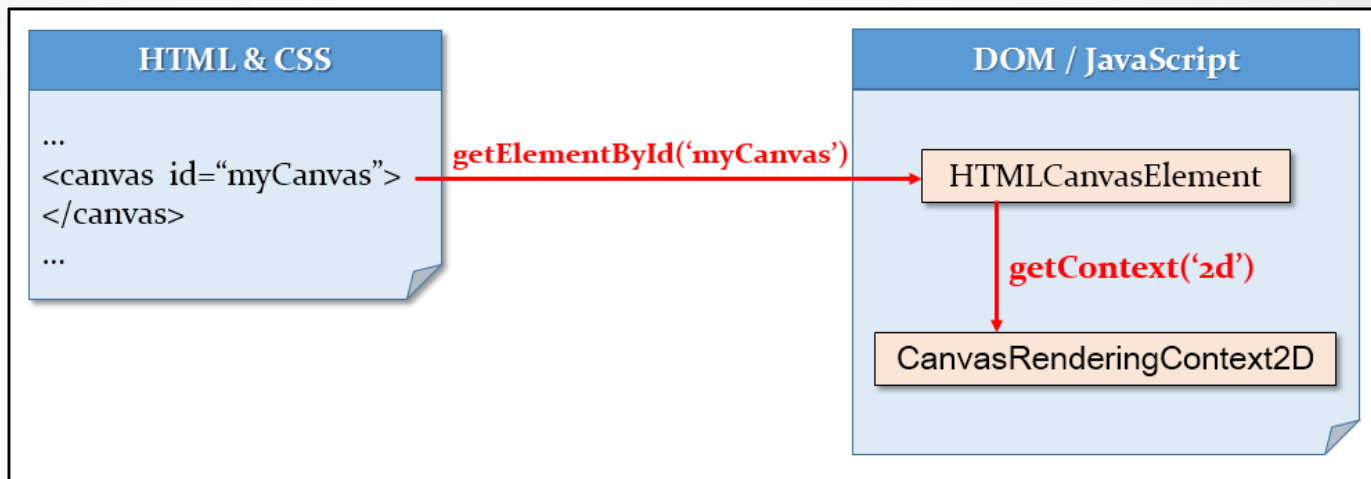 HTML & CSS
...
<canvas id=“myCanvas”>
</canvas>
...
getElementById(‘myCanvas’)
DOM / JavaScript
HTMLCanvasElement
getContext(‘2d’)
CanvasRenderingContext2D